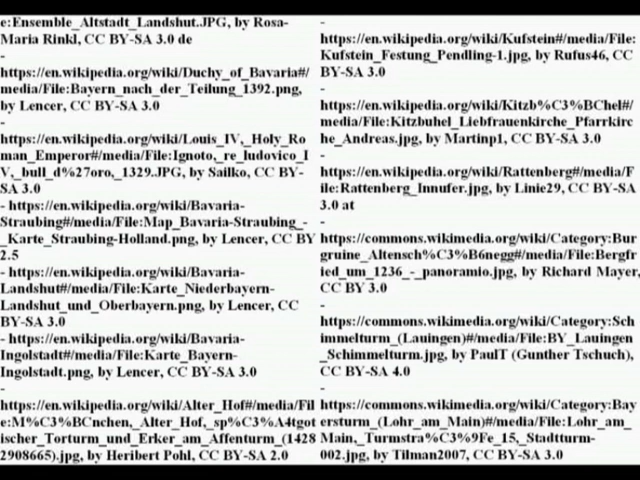 e:Ensemble_Altstadt_Landshut.JPG, by Rosa-
Maria Rinkl, CC BY-SA 3.0 de
-
https://en.wikipedia.org/wiki/Duchy_of_Bavaria#/
media/File:Bayern_nach_der_Teilung_1392.png,
by Lencer, CC BY-SA 3.0
-
https://en.wikipedia.org/wiki/Louis_IV,_Holy_Ro
man_Emperor#/media/File:Ignoto,_re_ludovico_I
V,_bull_d%27oro,_1329.JPG, by Sailko, CC BY-
SA 3.0
- https://en.wikipedia.org/wiki/Bavaria-
Straubing#/media/File:Map_Bavaria-Straubing_-
_Karte_Straubing-Holland.png, by Lencer, CC BY
2.5
- https://en.wikipedia.org/wiki/Bavaria-
Landshut#/media/File:Karte_Niederbayern-
Landshut_und_Oberbayern.png, by Lencer, CC
BY-SA 3.0
- https://en.wikipedia.org/wiki/Bavaria-
Ingolstadt#/media/File:Karte_Bayern-
Ingolstadt.png, by Lencer, CC BY-SA 3.0
-
https://en.wikipedia.org/wiki/Alter_Hof#/media/Fil
e:M%C3%BCnchen,_Alter_Hof,_sp%C3%A4tgot
ischer_Torturm_und_Erker_am_Affenturm_(1428
2908665).jpg, by Heribert Pohl, CC BY-SA 2.0
-
https://en.wikipedia.org/wiki/Kufstein#/media/File:
Kufstein_Festung_Pendling-1.jpg, by Rufus46, CC
BY-SA 3.0
-
https://en.wikipedia.org/wiki/Kitzb%C3%BChel#/
media/File:Kitzbuhel_Liebfrauenkirche_Pfarrkirc
he_Andreas.jpg, by Martinp1, CC BY-SA 3.0
-
https://en.wikipedia.org/wiki/Rattenberg#/media/F
ile:Rattenberg_Innufer.jpg, by Linie29, CC BY-SA
3.0 at
-
https://commons.wikimedia.org/wiki/Category:Bur
gruine_Altensch%C3%B6negg#/media/File:Bergfr
ied_um_1236_-_panoramio.jpg, by Richard Mayer,
CC BY 3.0
-
https://commons.wikimedia.org/wiki/Category:Sch
immelturm_(Lauingen)#/media/File:BY_Lauingen
_Schimmelturm.jpg, by PaulT (Gunther Tschuch),
CC BY-SA 4.0
-
https://commons.wikimedia.org/wiki/Category:Bay
ersturm_(Lohr_am_Main)#/media/File:Lohr_am_
Main,_Turmstra%C3%9Fe_15,_Stadtturm-
002.jpg, by Tilman2007, CC BY-SA 3.0